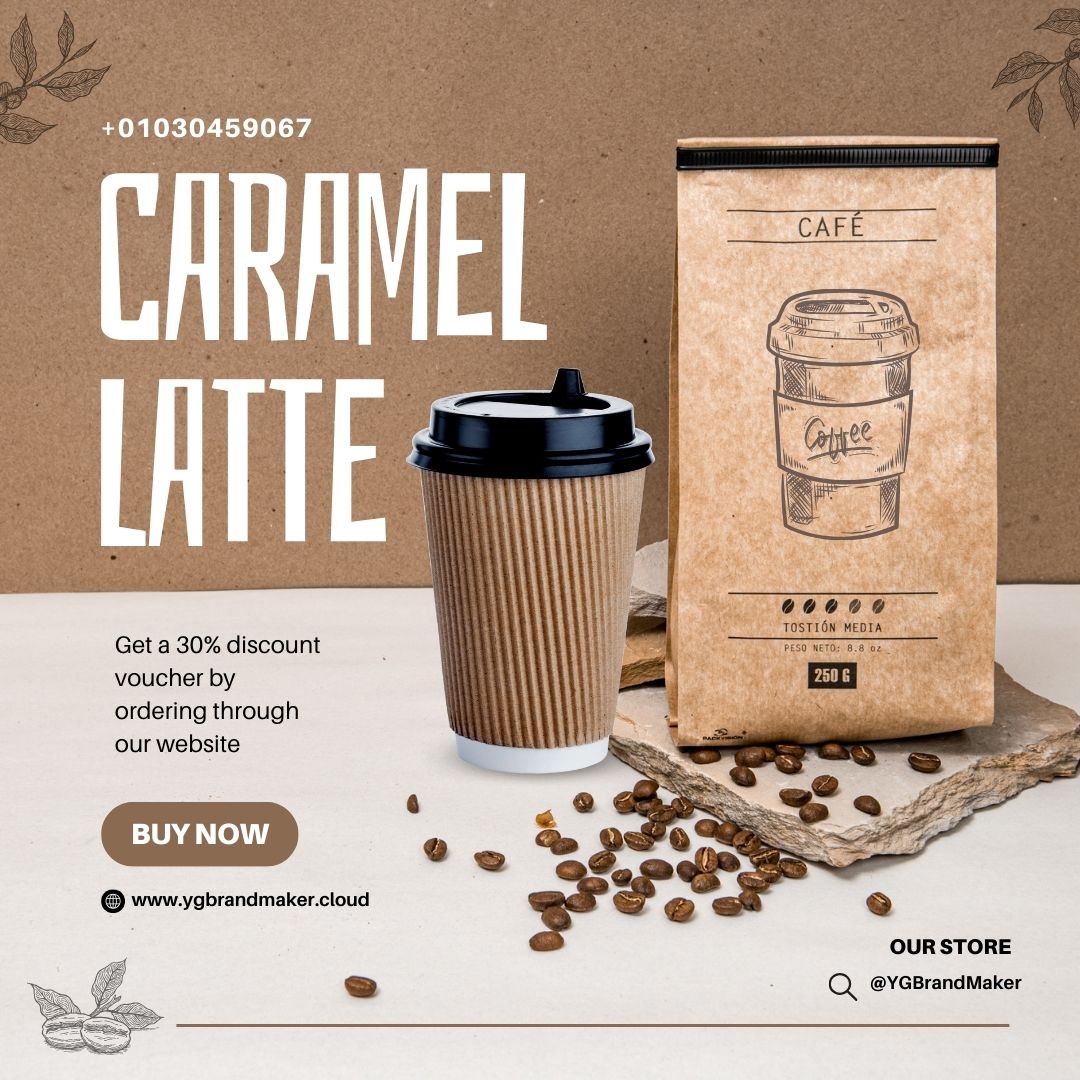 +01030459067
CARAMEL
LATTE
CAFÉ
Coffee
TOSTIÓN MEDIA
PESO NETO: 8.8 oz
250 G
PACKVISION
Get a 30% discount
voucher by
ordering through
our website
BUY NOW
www.ygbrandmaker.cloud
OUR STORE
@YGBrandMaker